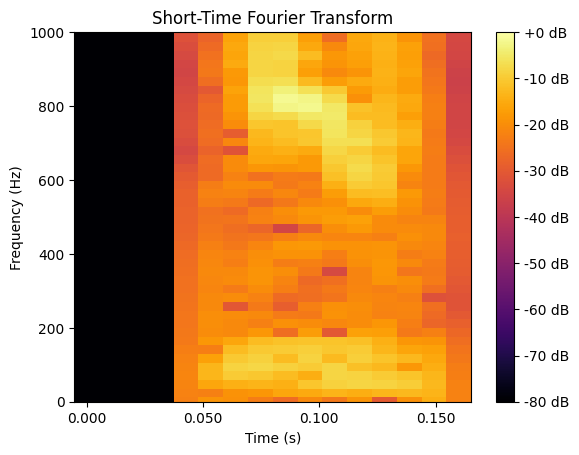 Short-Time Fourier Transform
1000
800
600
400
200
0
Frequency (Hz)
0.000
0.050
0.100
0.150
Time (s)
+0 dB
-10 dB
-20 dB
-30 dB
-40 dB
-50 dB
-60 dB
-70 dB
-80 dB